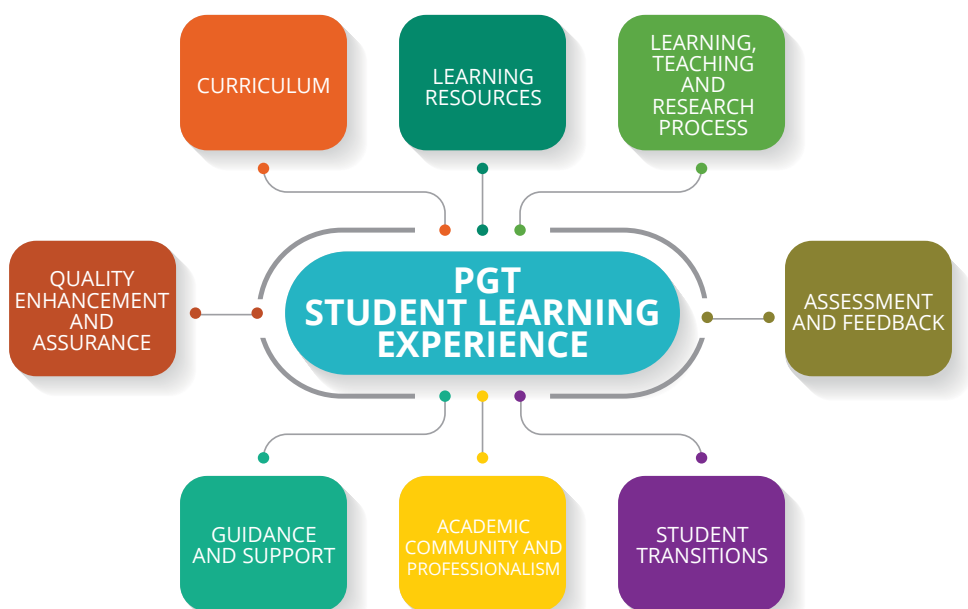 CURRICULUM
LEARNING
RESOURCES
LEARNING,
TEACHING
AND
RESEARCH
PROCESS
QUALITY
ENHANCEMENT
AND
ASSURANCE
PGT
STUDENT LEARNING
EXPERIENCE
ASSESSMENT
AND FEEDBACK
GUIDANCE
AND SUPPORT
ACADEMIC
COMMUNITY AND
PROFESSIONALISM
STUDENT
TRANSITIONS